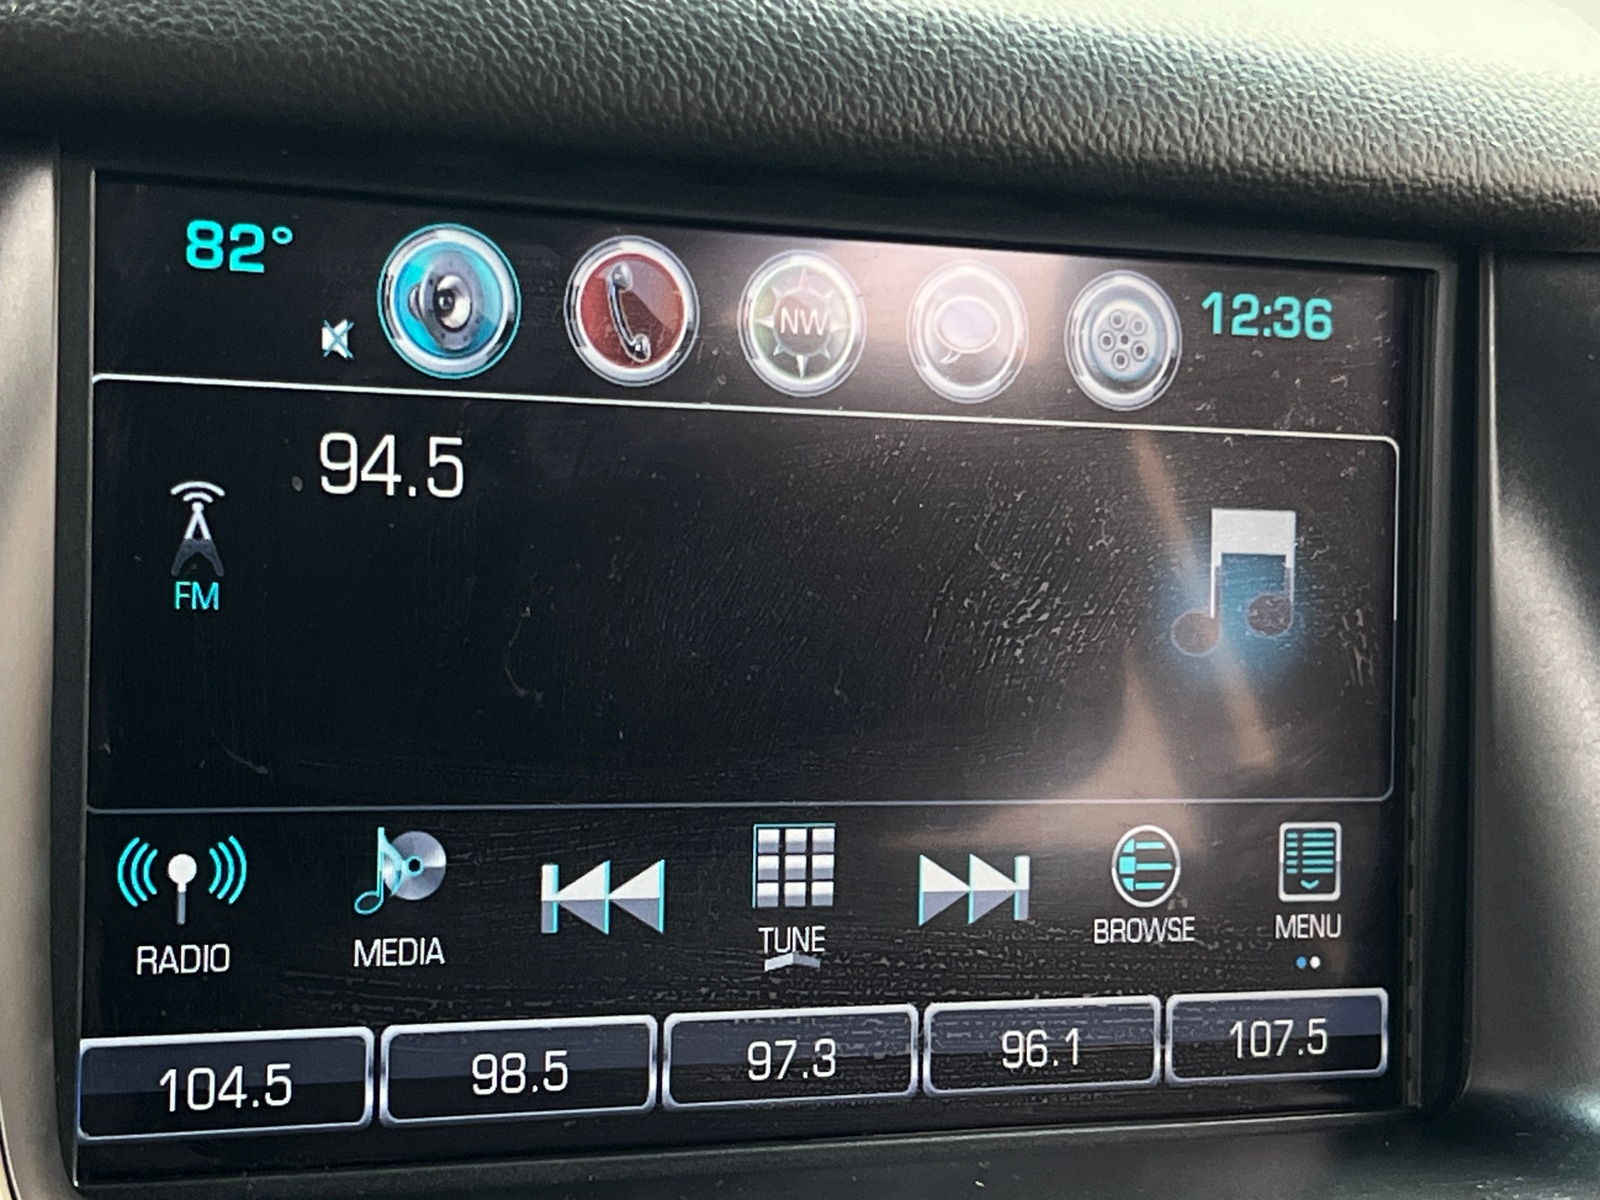 82°
NW
12:36
94.5
FM
RADIO
MEDIA
TUNE
BROWSE
MENU
104.5
98.5
97.3
96.1
107.5